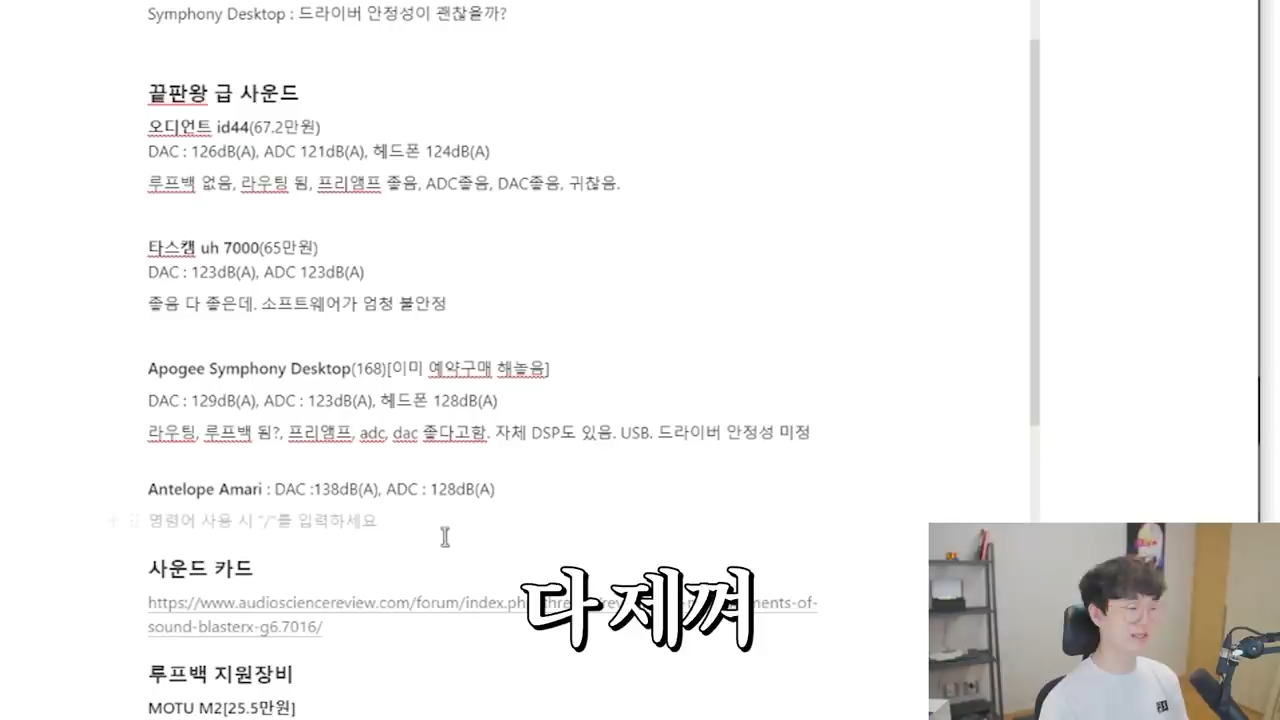 Symphony Desktop : 드라이버 안정성이 괜찮을까?
끝판왕 급 사운드
오디언트 id44(67.2만원)
DAC : 126dB(A), ADC 121dB(A), 헤드폰 124dB(A)
루프백 없음, 라우팅 됨, 프리앰프 좋음, ADC좋음, DAC좋음, 귀찮음.
타스캠 uh 7000(65만원)
DAC : 123dB(A), ADC 123dB(A)
좋음 다 좋은데. 소프트웨어가 엄청 불안정
Apogee Symphony Desktop(168)[이미 예약구매 해놓음]
DAC : 129dB(A), ADC : 123dB(A), 헤드폰 128dB(A)
라우팅, 루프백 됨?, 프리앰프, adc, dac 좋다고함. 자체 DSP도 있음. USB. 드라이버 안정성 미정
Antelope Amari : DAC :138dB(A), ADC : 128dB(A)
명령어 사용 시 "/"를 입력하세요
사운드 카드
https://www.audiosciencereview.com/forum/index.ph
다 제껴
sound-blasterx-g6.7016/
루프백 지원장비
MOTU M2[25.5만원]